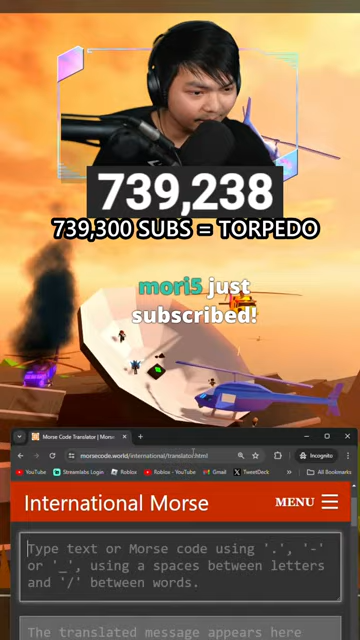 739,238
739,300 SUBS = TORPEDO
mori5 just
subscribed!
Morse Code Translator | Morse
morsecode.world/international/translator.html
Incognito
YouTube
Streamlabs Login
Roblox
Roblox - YouTube
Gmail
TweetDeck
»
All Bookmarks
International Morse
MENU
Type text or Morse code using '.', '-'
or '_', using a spaces between letters
and '/' between words.
The translated message appears here